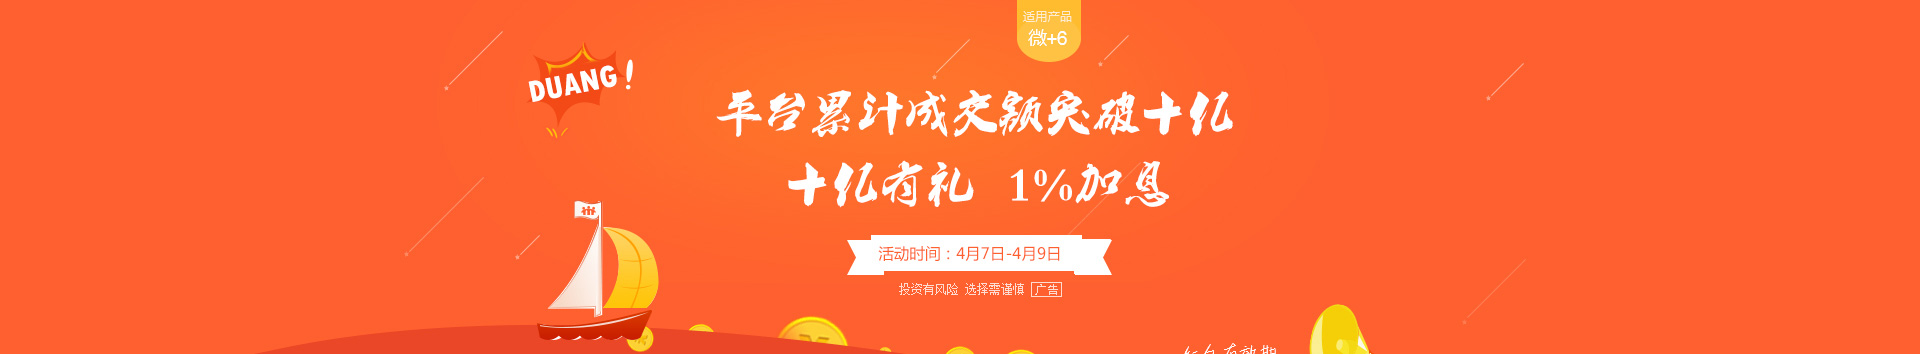 适用产品
微+6
DUANG!
平台累计成交额突破十亿
十亿有礼 1%加息
活动时间：4月7日-4月9日
投资有风险 选择需谨慎 广告